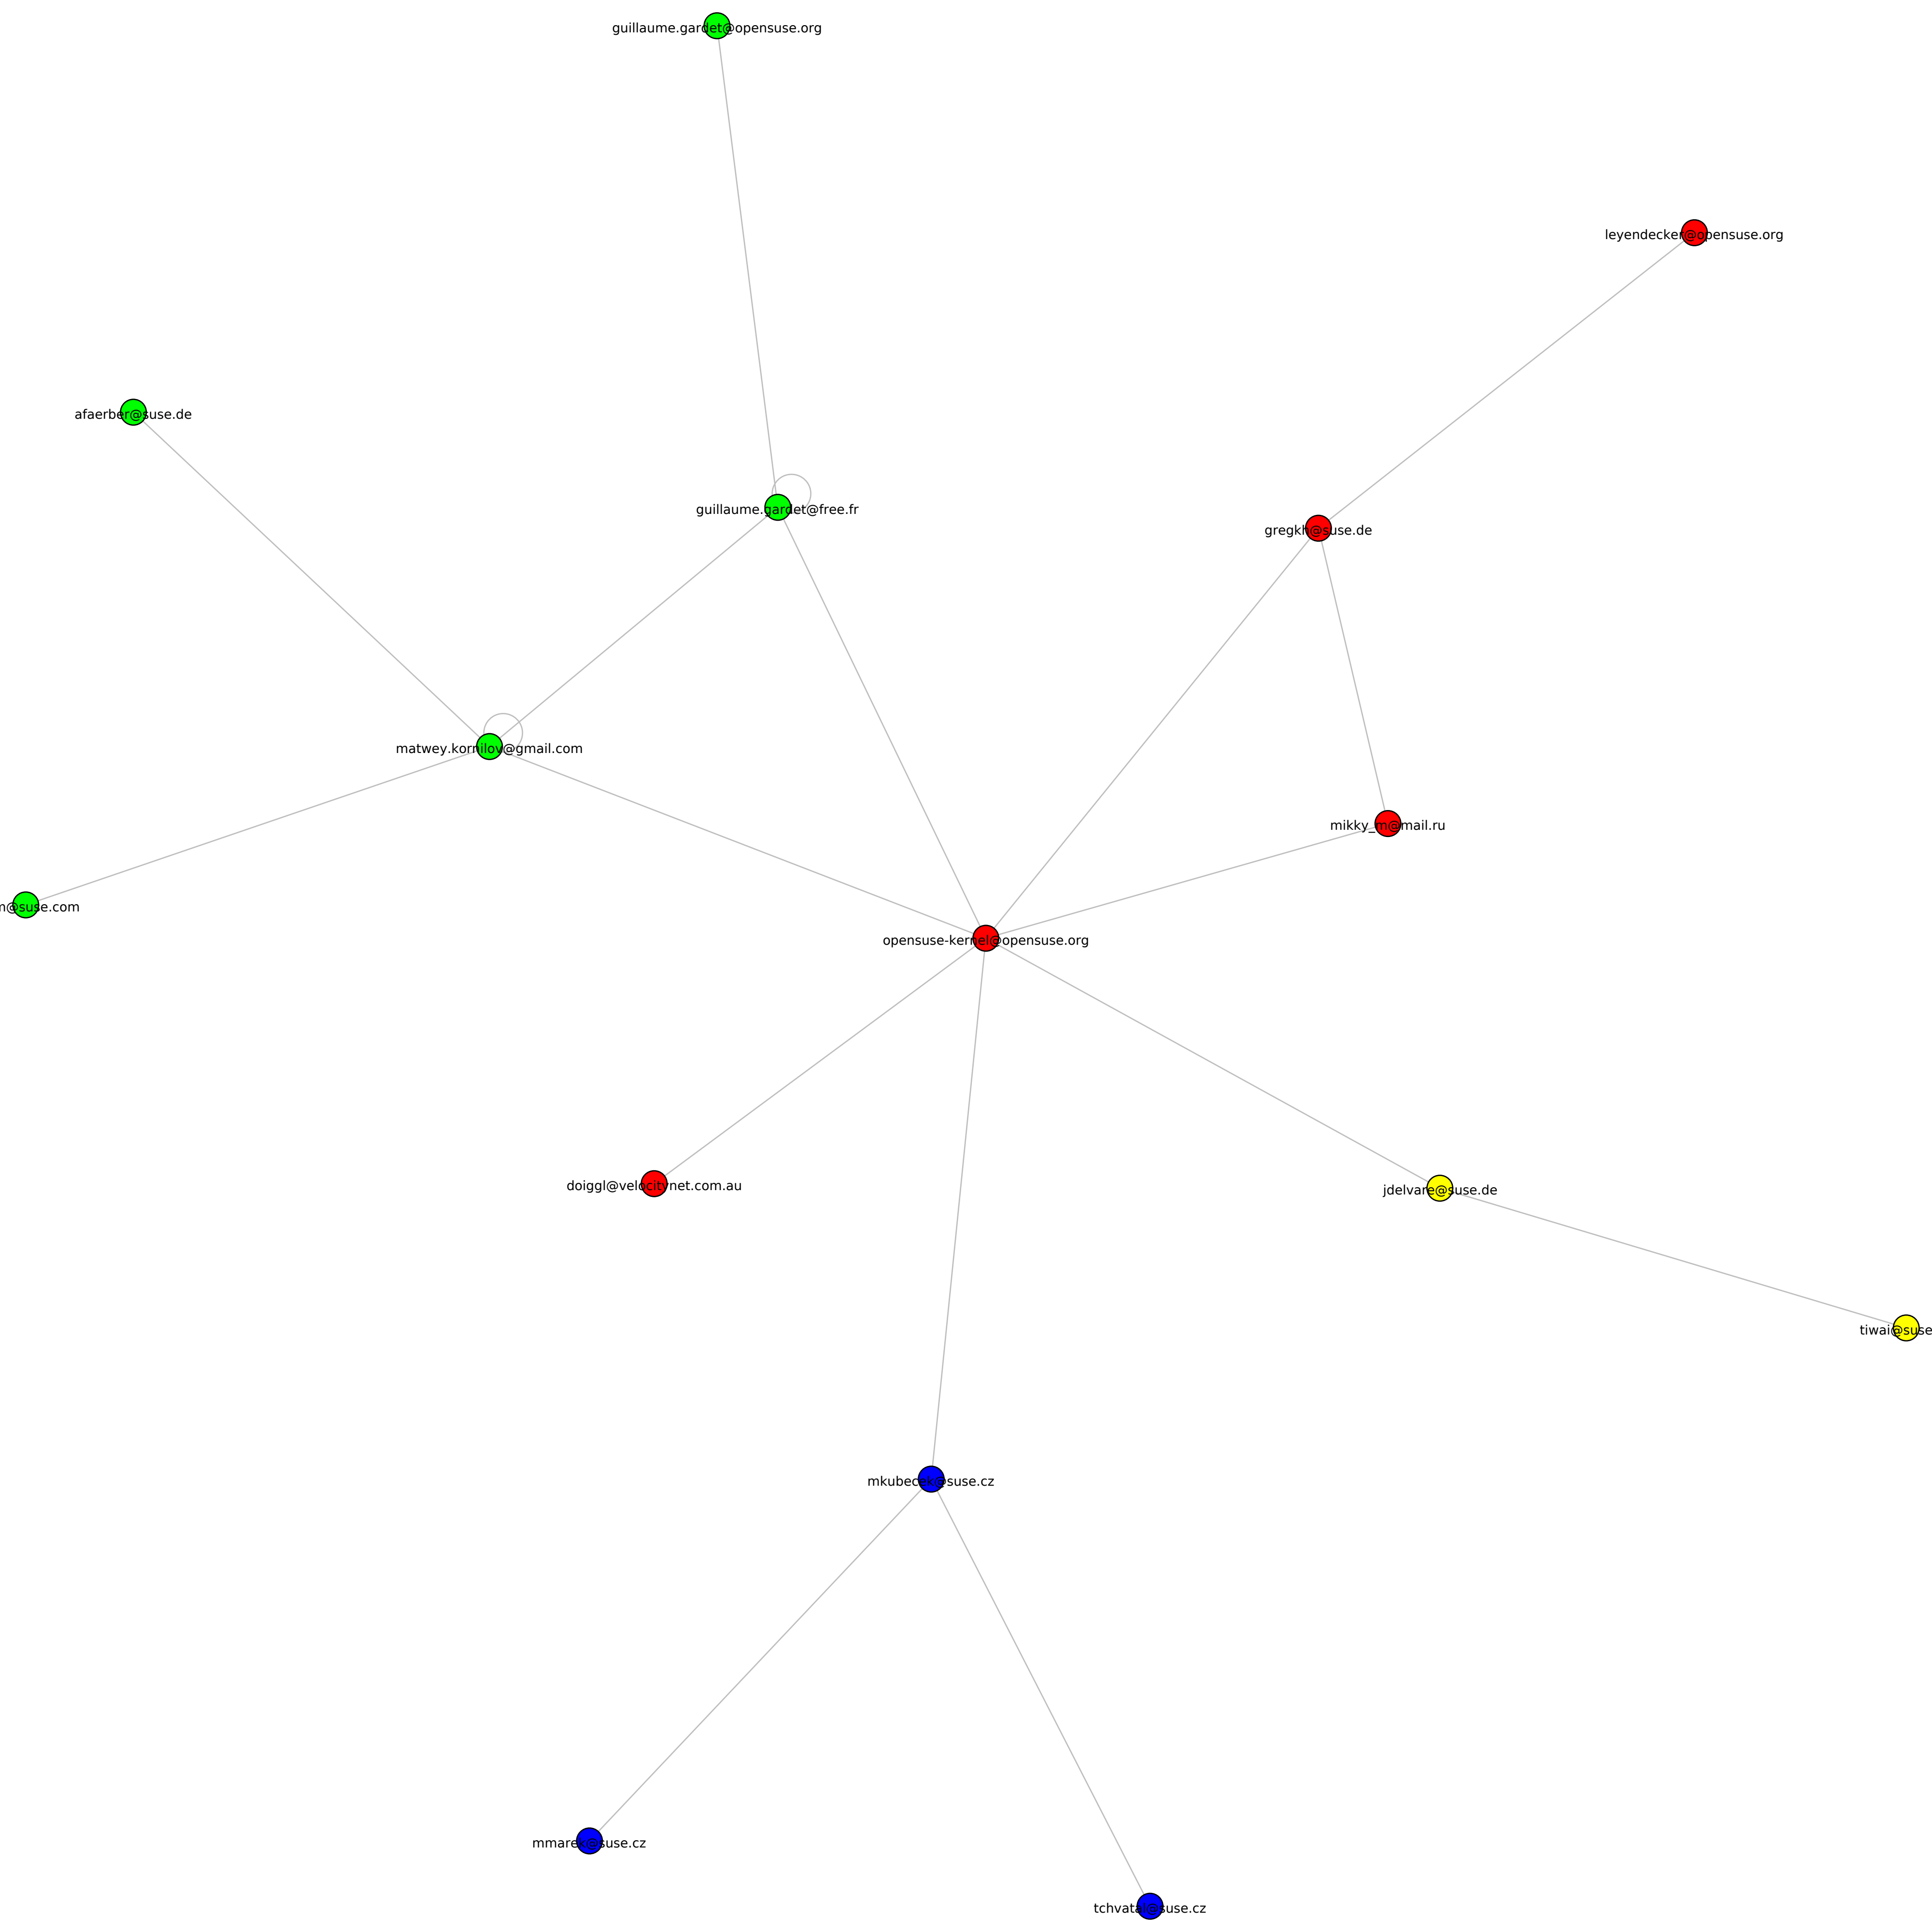 guillaume.gardet@opensuse.org
leyendecker@opensuse.org
afaerber@suse.de
guillaume.gardet@free.fr
gregkh@suse.de
matwey.kornilov@gmail.com
mikky_m@mail.ru
m@suse.com
opensuse-kernel@opensuse.org
doiggl@velocitynet.com.au
jdelvare@suse.de
tiwai@suse
mkubecek@suse.cz
mmarek@suse.cz
tchvatal@suse.cz